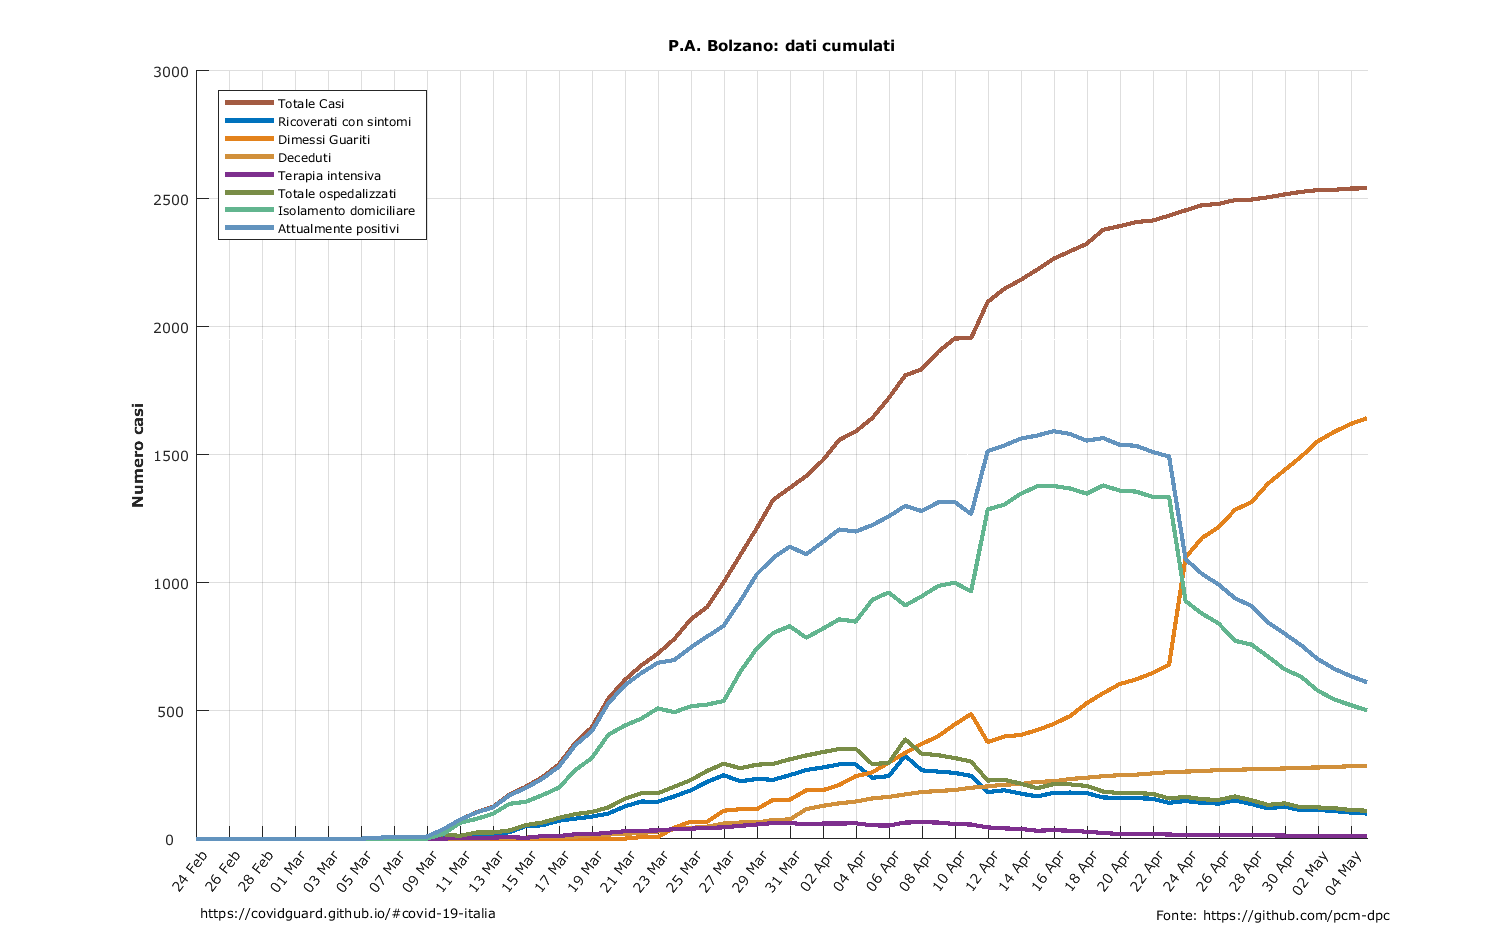 P.A. Bolzano: dati cumulati
3000
2500
2000
1500
1000
500
0
Numero casi
Totale Casi
Ricoverati con sintomi
Dimessi Guariti
Deceduti
Terapia intensiva
Totale ospedalizzati
Isolamento domiciliare
Attualmente positivi
24 Feb
26 Feb
28 Feb
01 Mar
03 Mar
05 Mar
07 Mar
09 Mar
11 Mar
13 Mar
15 Mar
17 Mar
19 Mar
21 Mar
23 Mar
25 Mar
27 Mar
29 Mar
31 Mar
02 Apr
04 Apr
06 Apr
08 Apr
10 Apr
12 Apr
14 Apr
16 Apr
18 Apr
20 Apr
22 Apr
24 Apr
26 Apr
28 Apr
30 Apr
02 May
04 May
https://covidguard.github.io/#covid-19-italia
Fonte: https://github.com/pcm-dpc